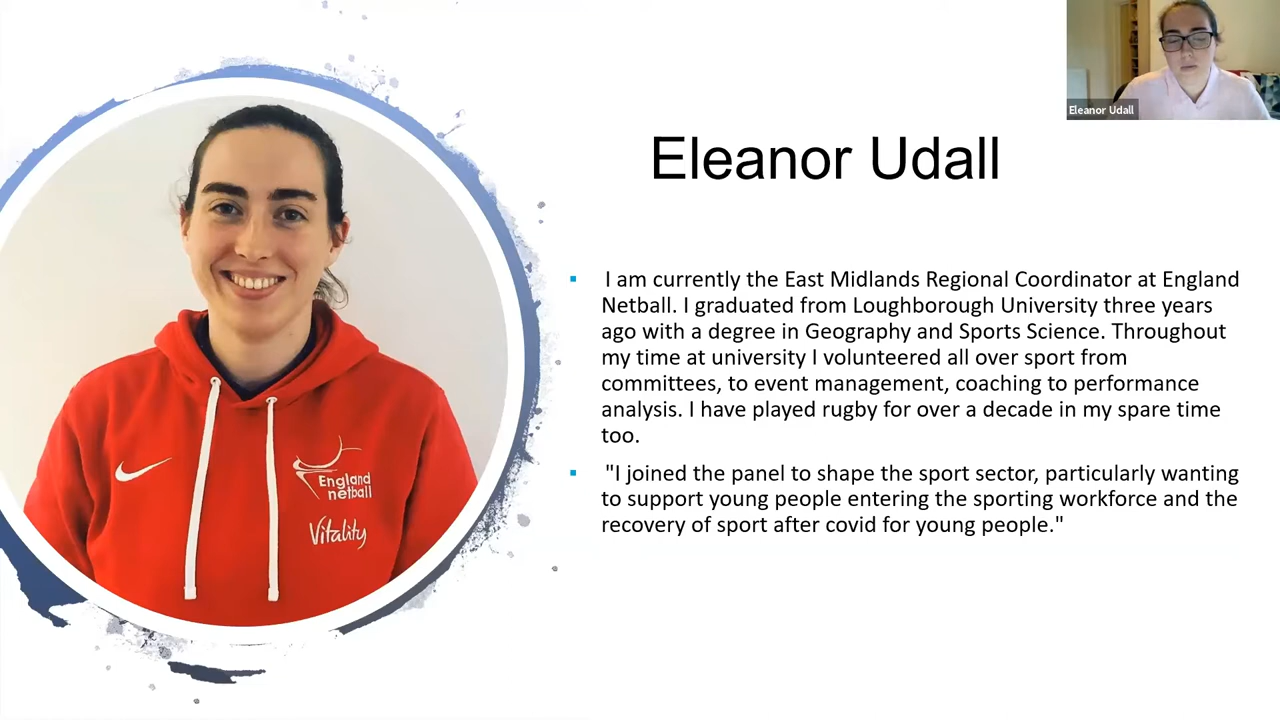 Eleanor Udall
Eleanor Udall
▪ I am currently the East Midlands Regional Coordinator at England
Netball. I graduated from Loughborough University three years
ago with a degree in Geography and Sports Science. Throughout
my time at university I volunteered all over sport from
committees, to event management, coaching to performance
analysis. I have played rugby for over a decade in my spare time
too.
▪ "I joined the panel to shape the sport sector, particularly wanting
to support young people entering the sporting workforce and the
recovery of sport after covid for young people."
England
netball
Vitality